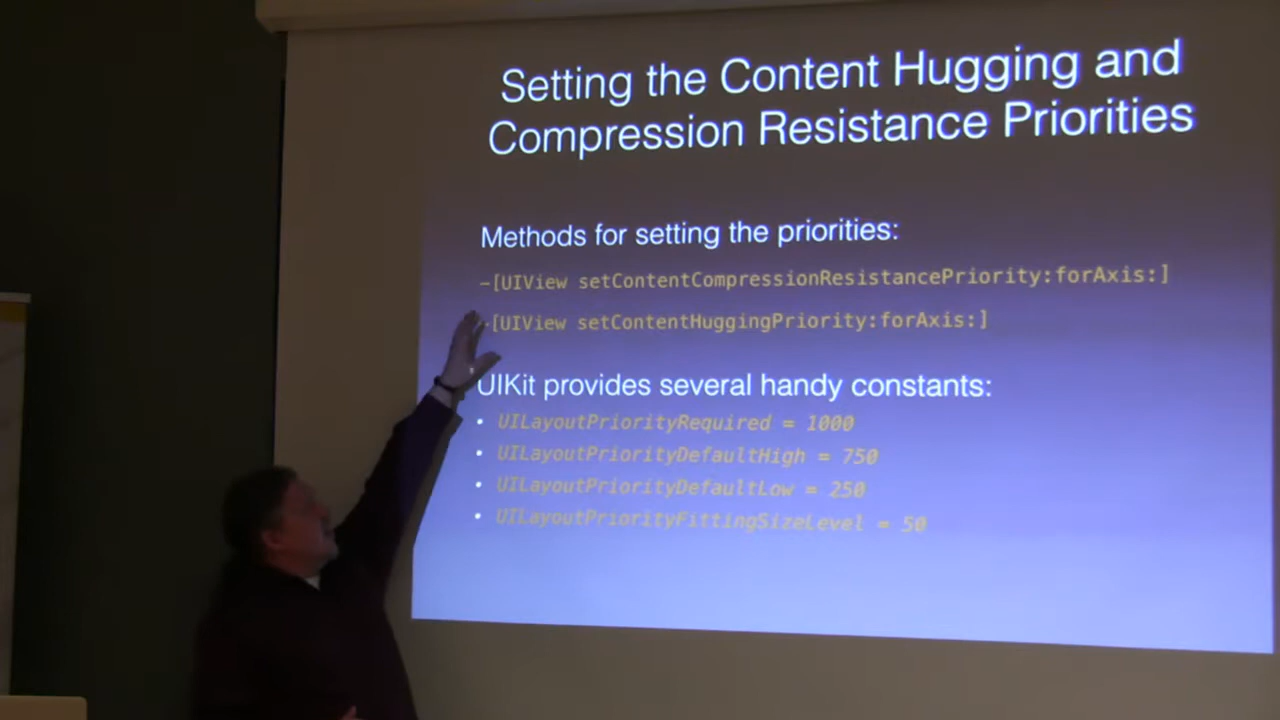 Setting the Content Hugging and
Compression Resistance Priorities
Methods for setting the priorities:
-[UIView setContentCompressionResistancePriority:forAxis:]
-[UIView setContentHuggingPriority:forAxis:]
UIKit provides several handy constants:
• UILayoutPriorityRequired = 1000
• UILayoutPriorityDefaultHigh = 750
• UILayoutPriorityDefaultLow = 250
• UILayoutPriorityFittingSizeLevel = 50